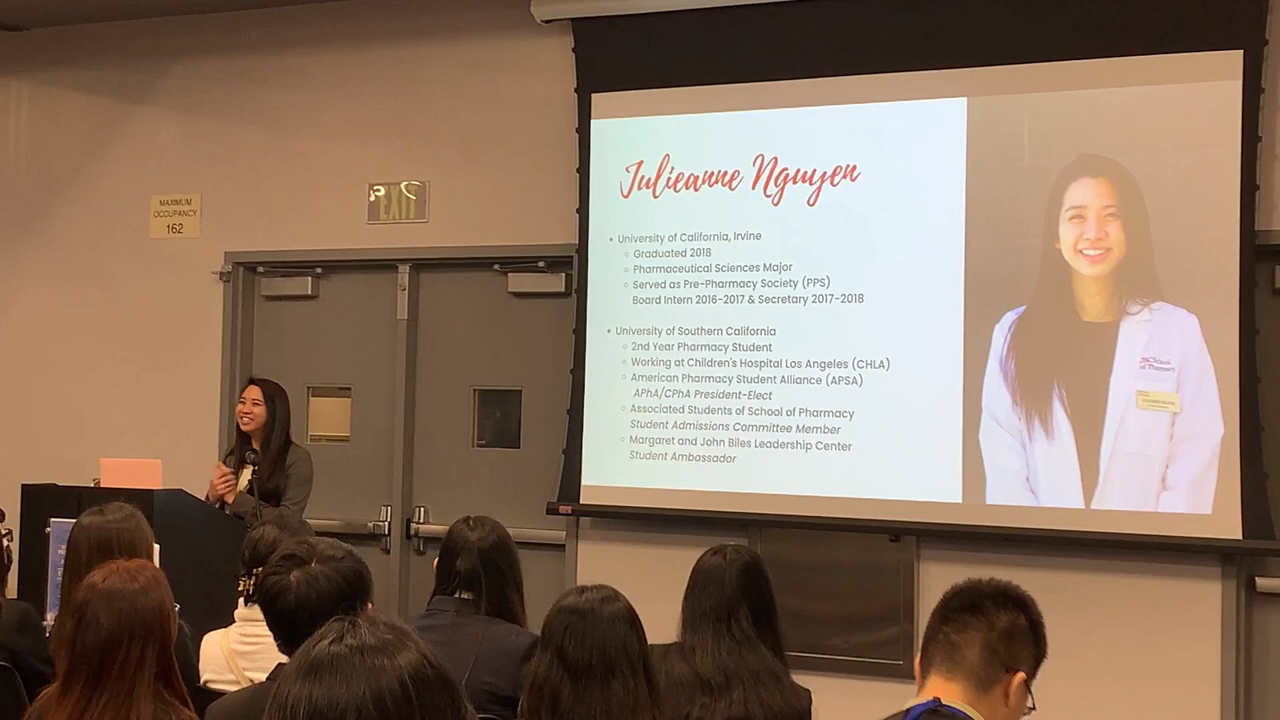 MAXIMUM
OCCUPANCY
162
EXIT
Julieanne Nguyen
• University of California, Irvine
○ Graduated 2018
○ Pharmaceutical Sciences Major
○ Served as Pre-Pharmacy Society (PPS)
Board Intern 2016-2017 & Secretary 2017-2018
• University of Southern California
○ 2nd Year Pharmacy Student
○ Working at Children's Hospital Los Angeles (CHLA)
○ American Pharmacy Student Alliance (APSA)
APhA/CPhA President-Elect
○ Associated Students of School of Pharmacy
Student Admissions Committee Member
○ Margaret and John Biles Leadership Center
Student Ambassador
School
of Pharmacy